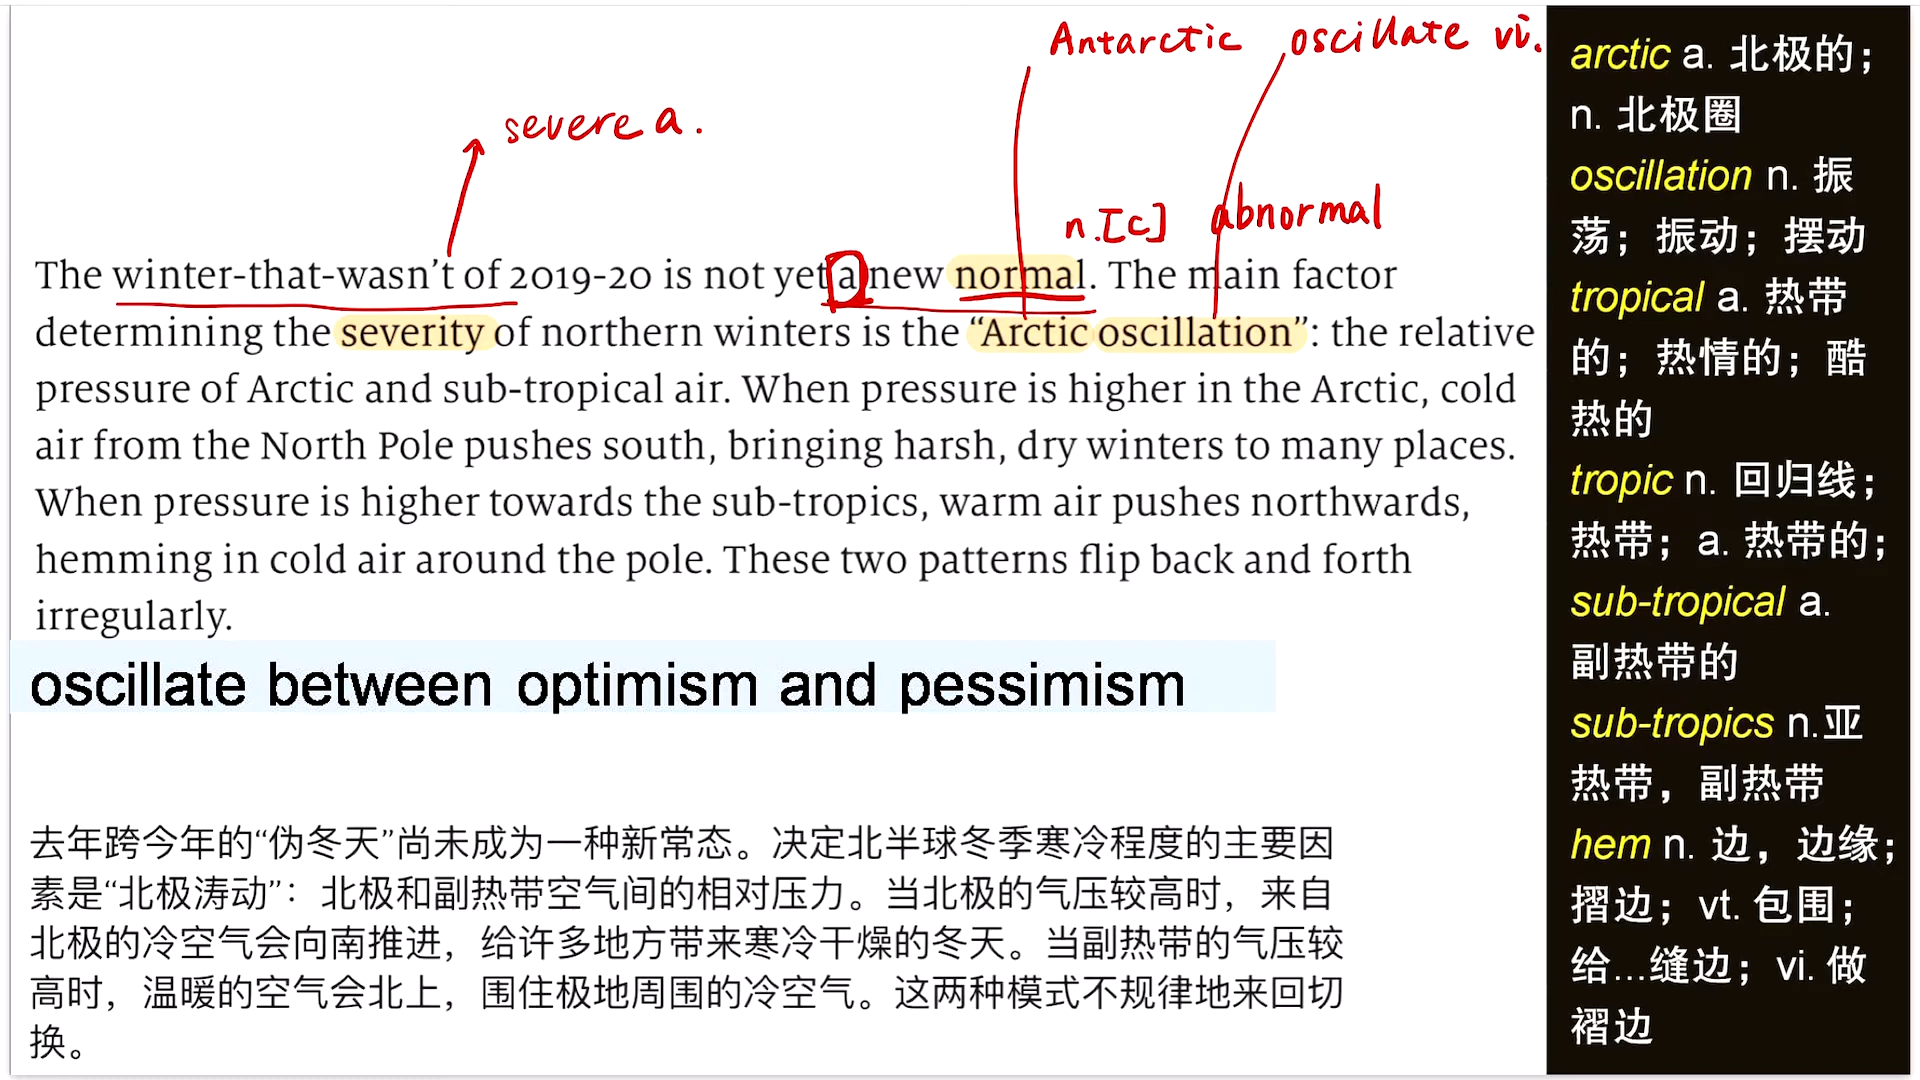 Antarctic oscillate vi.
severe a.
n.[c] abnormal
The winter-that-wasn't of 2019-20 is not yet a new normal. The main factor
determining the severity of northern winters is the “Arctic oscillation”: the relative
pressure of Arctic and sub-tropical air. When pressure is higher in the Arctic, cold
air from the North Pole pushes south, bringing harsh, dry winters to many places.
When pressure is higher towards the sub-tropics, warm air pushes northwards,
hemming in cold air around the pole. These two patterns flip back and forth
irregularly.
oscillate between optimism and pessimism
去年跨今年的“伪冬天”尚未成为一种新常态。决定北半球冬季寒冷程度的主要因
素是“北极涛动”：北极和副热带空气间的相对压力。当北极的气压较高时，来自
北极的冷空气会向南推进，给许多地方带来寒冷干燥的冬天。当副热带的气压较
高时，温暖的空气会北上，围住极地周围的冷空气。这两种模式不规律地来回切
换。
arctic a. 北极的；
n. 北极圈
oscillation n. 振
荡；振动；摆动
tropical a. 热带
的；热情的；酷
热的
tropic n. 回归线；
热带；a. 热带的；
sub-tropical a.
副热带的
sub-tropics n.亚
热带，副热带
hem n. 边，边缘；
摺边；vt. 包围；
给...缝边；vi. 做
褶边